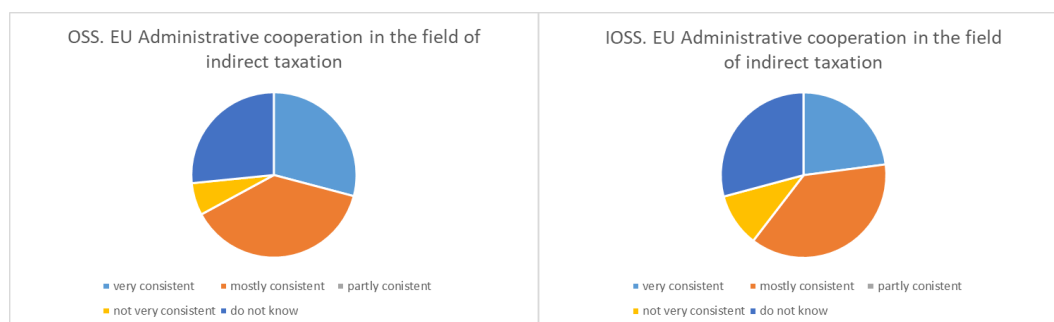 OSS. EU Administrative cooperation in the field of
indirect taxation
very consistent mostly consistent partly conistent
not very consistent do not know
IOSS. EU Administrative cooperation in the field
of indirect taxation
very consistent mostly consistent partly conistent
not very consistent do not know